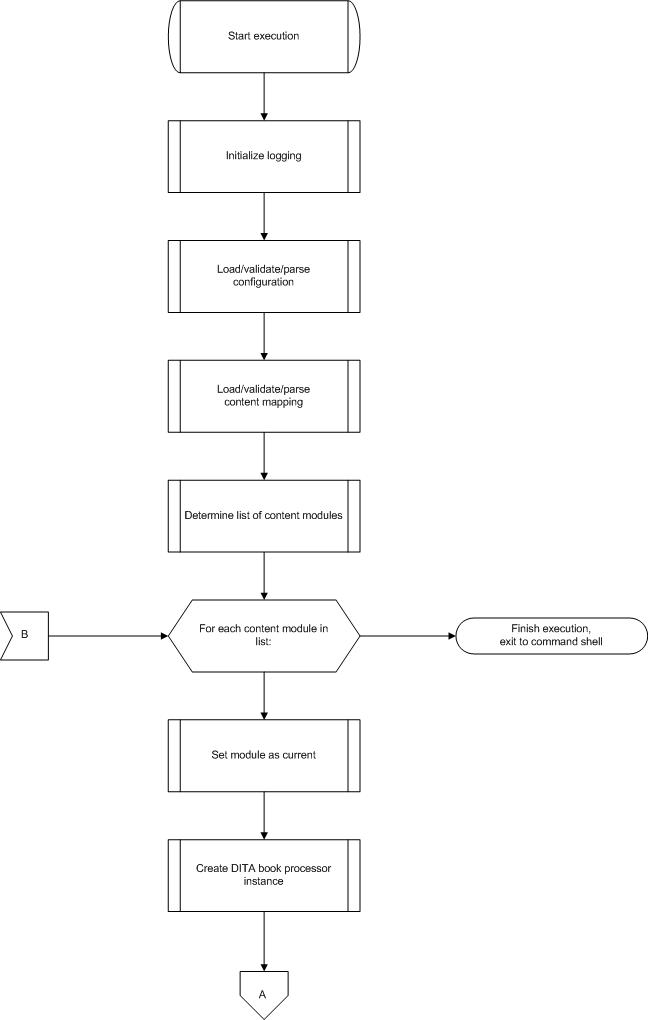 Start execution
Initialize logging
Load/validate/parse
configuration
Load/validate/parse
content mapping
Determine list of content modules
B
For each content module in
list:
Finish execution,
exit to command shell
Set module as current
Create DITA book processor
instance
A